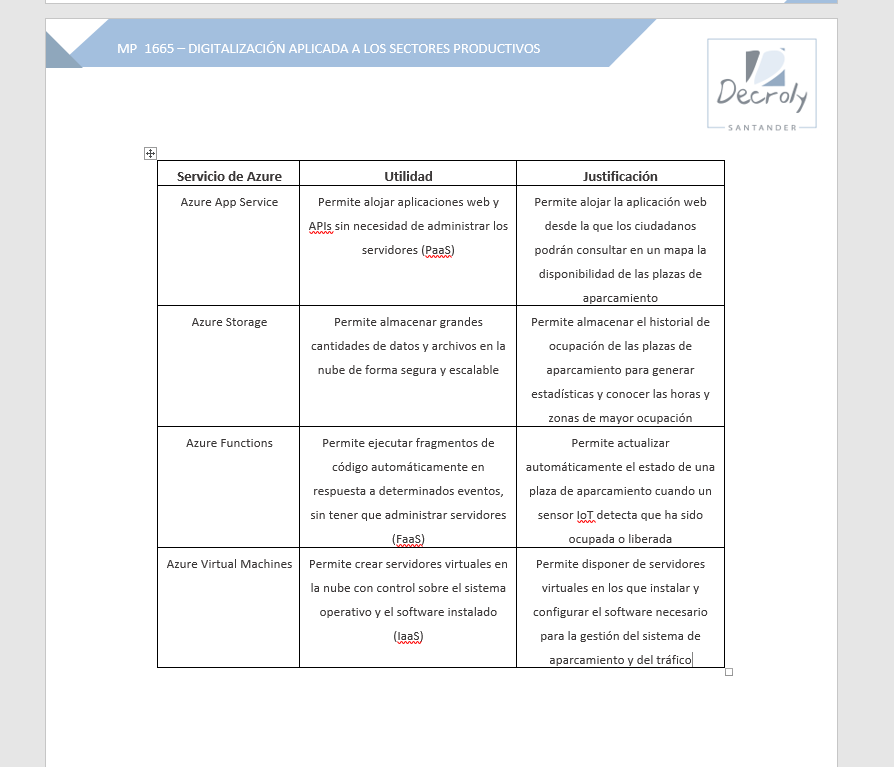 MP 1665 – DIGITALIZACIÓN APLICADA A LOS SECTORES PRODUCTIVOS
Decroly
SANTANDER
Servicio de Azure
Utilidad
Justificación
Azure App Service
Permite alojar aplicaciones web y
APIs sin necesidad de administrar los
servidores (PaaS)
Permite alojar la aplicación web
desde la que los ciudadanos
podrán consultar en un mapa la
disponibilidad de las plazas de
aparcamiento
Azure Storage
Permite almacenar grandes
cantidades de datos y archivos en la
nube de forma segura y escalable
Permite almacenar el historial de
ocupación de las plazas de
aparcamiento para generar
estadísticas y conocer las horas y
zonas de mayor ocupación
Azure Functions
Permite ejecutar fragmentos de
código automáticamente en
respuesta a determinados eventos,
sin tener que administrar servidores
(FaaS)
Permite actualizar
automáticamente el estado de una
plaza de aparcamiento cuando un
sensor IoT detecta que ha sido
ocupada o liberada
Azure Virtual Machines
Permite crear servidores virtuales en
la nube con control sobre el sistema
operativo y el software instalado
(IaaS)
Permite disponer de servidores
virtuales en los que instalar y
configurar el software necesario
para la gestión del sistema de
aparcamiento y del tráfico